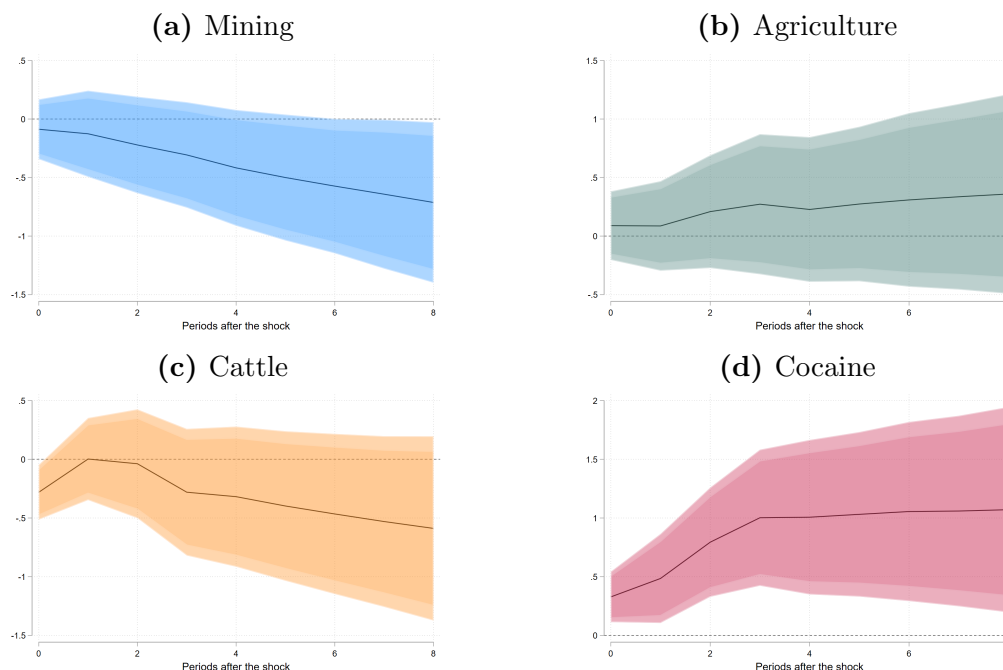 (a) Mining
(b) Agriculture
.5
0
-.5
-1
-1.5
0 2 4 6 8
Periods after the shock
1.5
1
.5
0
-.5
0 2 4 6
Periods after the shock
(c) Cattle
(d) Cocaine
.5
0
-.5
-1
-1.5
0 2 4 6 8
Periods after the shock
2
1.5
1
.5
0
0 2 4 6
Periods after the shock